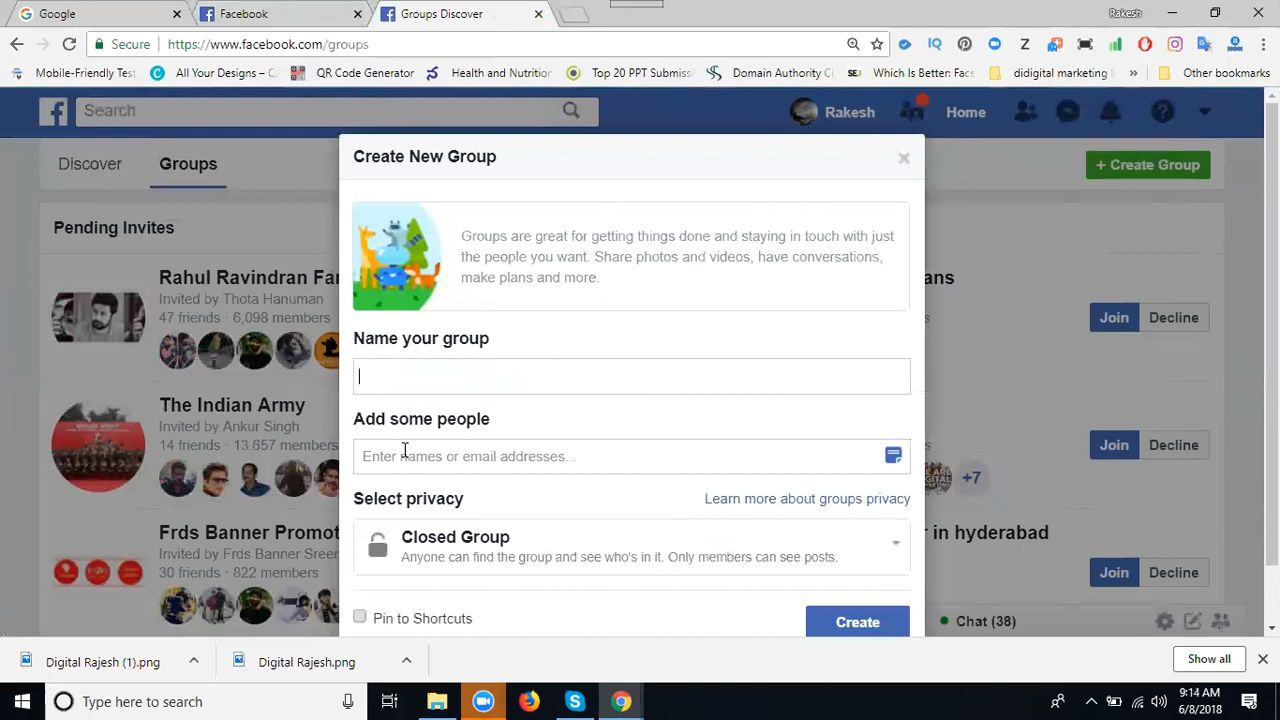 Google
Facebook
Groups Discover
Rakesh
Secure
https://www.facebook.com/groups
Mobile-Friendly Test
All Your Designs – C
QR Code Generator
Health and Nutritio
Top 20 PPT Submiss
Domain Authority C
Which Is Better: Fac
didigital marketing
Other bookmarks
Search
Rakesh
Home
Discover
Groups
+ Create Group
Create New Group
Groups are great for getting things done and staying in touch with just
the people you want. Share photos and videos, have conversations,
make plans and more.
Pending Invites
Rahul Ravindran Fan
Invited by Thota Hanuman
47 friends · 6,098 members
ans
Join
Decline
Name your group
The Indian Army
Invited by Ankur Singh
14 friends · 13,657 members
Join
Decline
+7
Add some people
Enter names or email addresses...
Select privacy
Learn more about groups privacy
Closed Group
Anyone can find the group and see who's in it. Only members can see posts.
Frds Banner Promot
Invited by Frds Banner Sreen
30 friends · 822 members
r in hyderabad
Join
Decline
Pin to Shortcuts
Create
Chat (38)
Digital Rajesh (1).png
Digital Rajesh.png
Show all
Type here to search
9:14 AM
6/8/2018